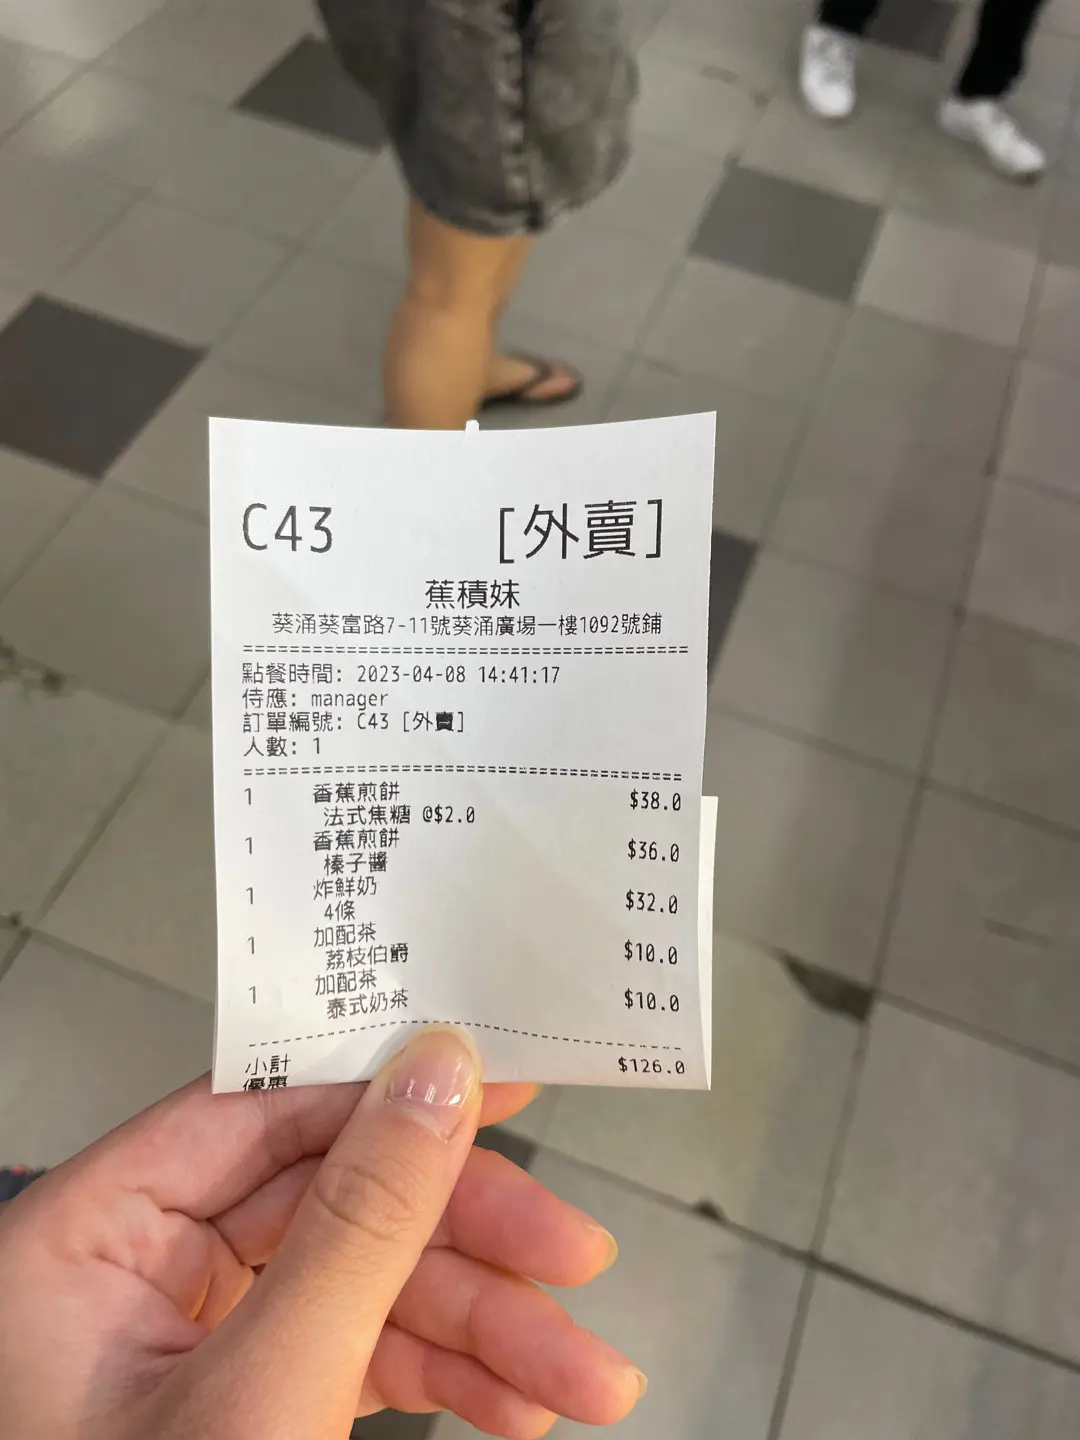 C43 [外賣]
蕉積妹
葵涌葵富路7-11號葵涌廣場一樓1092號鋪
========================================
點餐時間: 2023-04-08 14:41:17
侍應: manager
訂單編號: C43 [外賣]
人數: 1
========================================
1 香蕉煎餅 $38.0
法式焦糖 @$2.0
1 香蕉煎餅 $36.0
榛子醬
1 炸鮮奶 $32.0
4條
1 加配茶 $10.0
荔枝伯爵
1 加配茶 $10.0
泰式奶茶
----------------------------------------
小計 $126.0
優惠